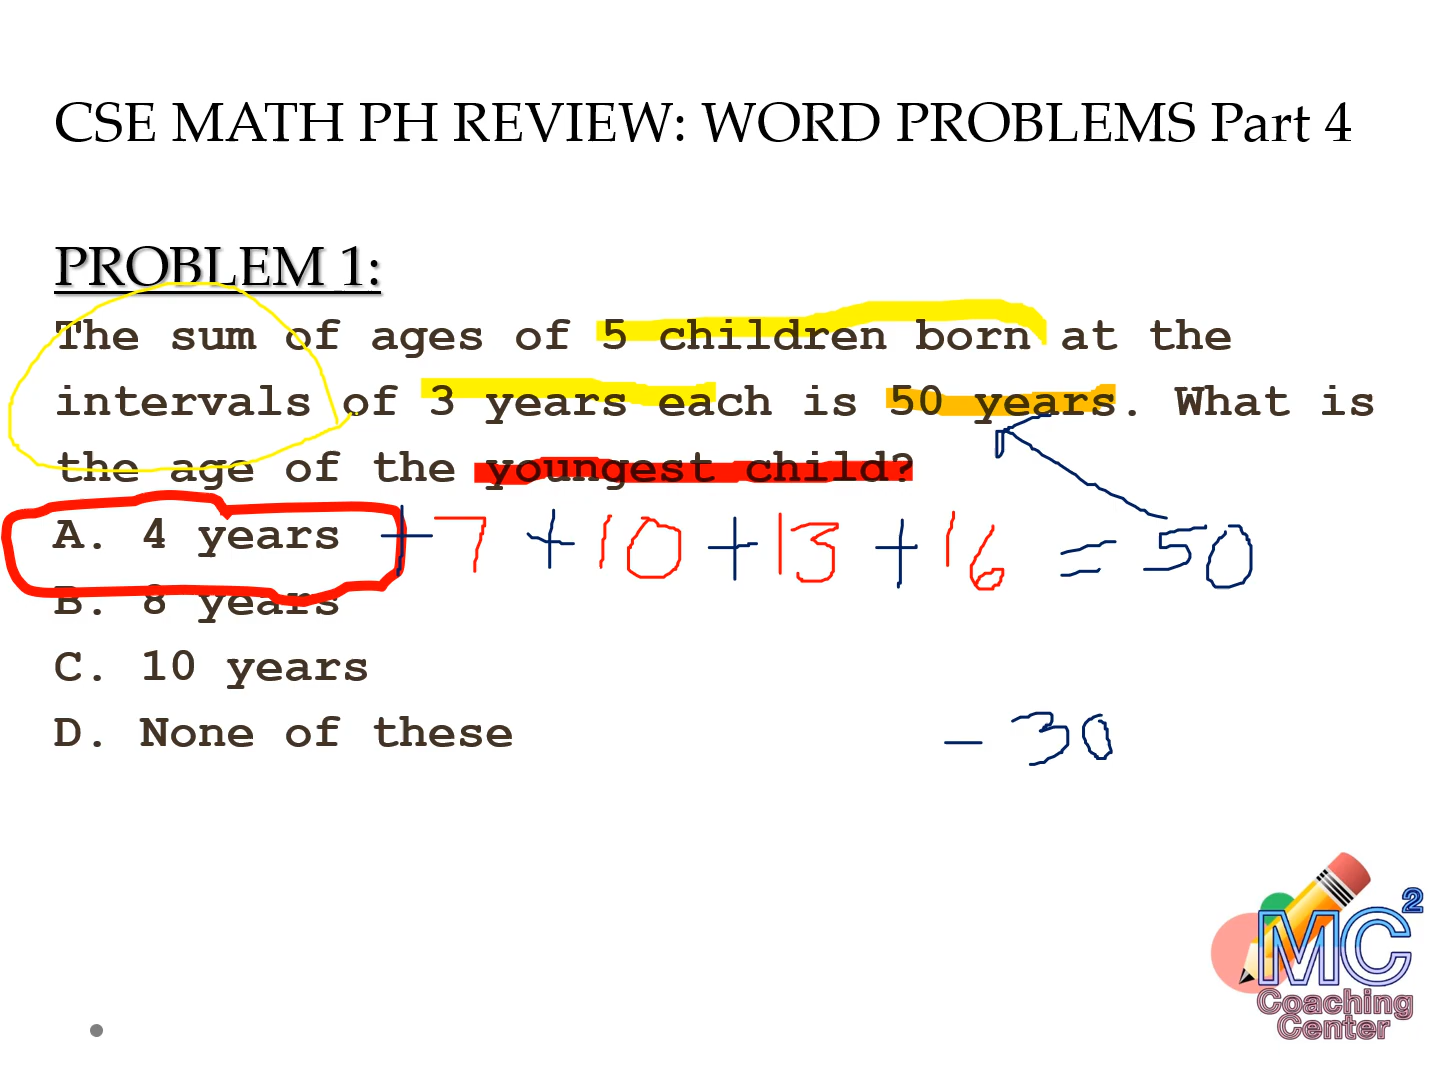 CSE MATH PH REVIEW: WORD PROBLEMS Part 4
PROBLEM 1:
The sum of ages of 5 children born at the
intervals of 3 years each is 50 years. What is
the age of the youngest child?
A. 4 years + 7 + 10 + 13 + 16 = 50
B. 8 years
C. 10 years
D. None of these
- 30
MC²
Coaching
Center